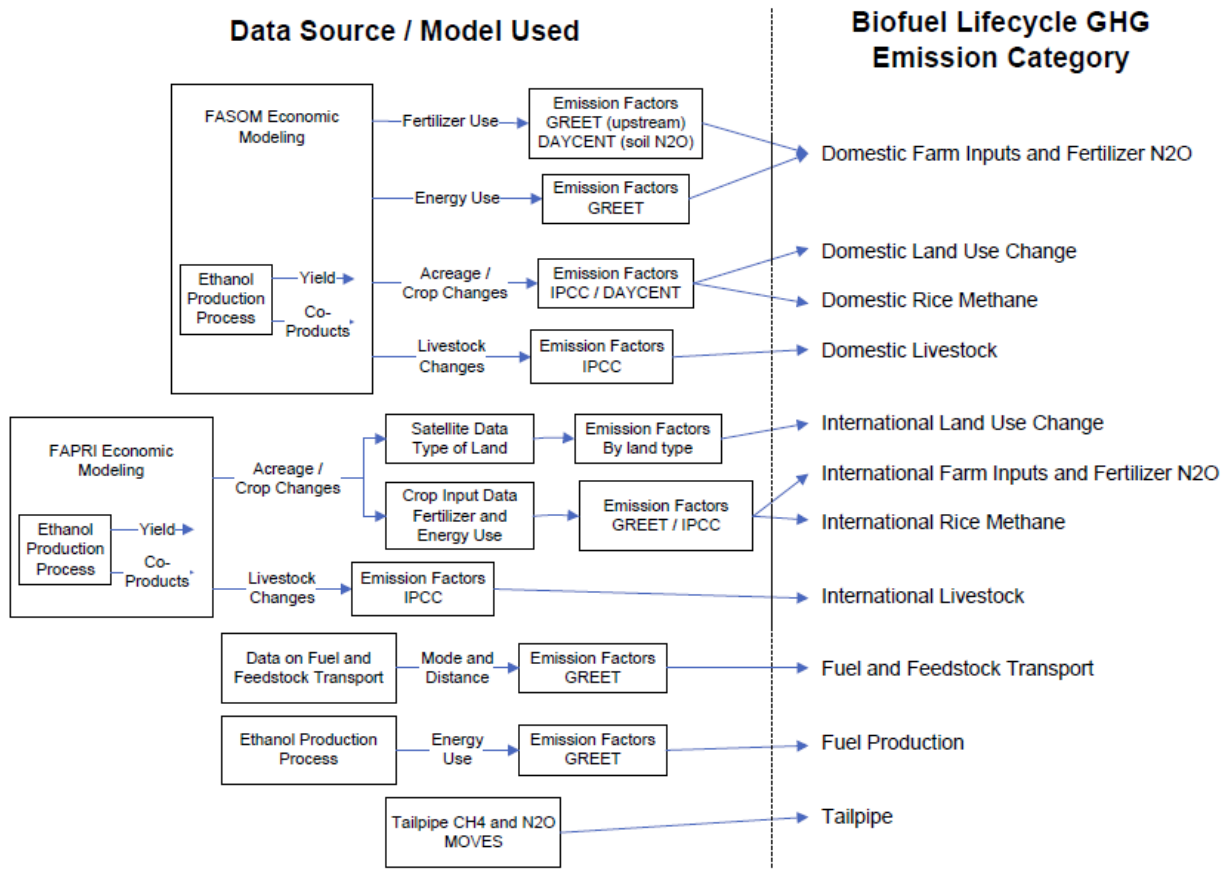 Data Source / Model Used
Biofuel Lifecycle GHG
Emission Category
FASOM Economic
Modeling
Fertilizer Use
Emission Factors
GREET (upstream)
DAYCENT (soil N2O)
Domestic Farm Inputs and Fertilizer N2O
Energy Use
Emission Factors
GREET
Ethanol
Production
Process
Yield
Co-
Products
Acreage /
Crop Changes
Emission Factors
IPCC / DAYCENT
Domestic Land Use Change
Domestic Rice Methane
Livestock
Changes
Emission Factors
IPCC
Domestic Livestock
FAPRI Economic
Modeling
Ethanol
Production
Process
Yield
Co-
Products
Acreage /
Crop Changes
Satellite Data
Type of Land
Emission Factors
By land type
International Land Use Change
Crop Input Data
Fertilizer and
Energy Use
Emission Factors
GREET / IPCC
International Farm Inputs and Fertilizer N2O
International Rice Methane
Livestock
Changes
Emission Factors
IPCC
International Livestock
Data on Fuel and
Feedstock Transport
Mode and
Distance
Emission Factors
GREET
Fuel and Feedstock Transport
Ethanol Production
Process
Energy
Use
Emission Factors
GREET
Fuel Production
Tailpipe CH4 and N2O
MOVES
Tailpipe